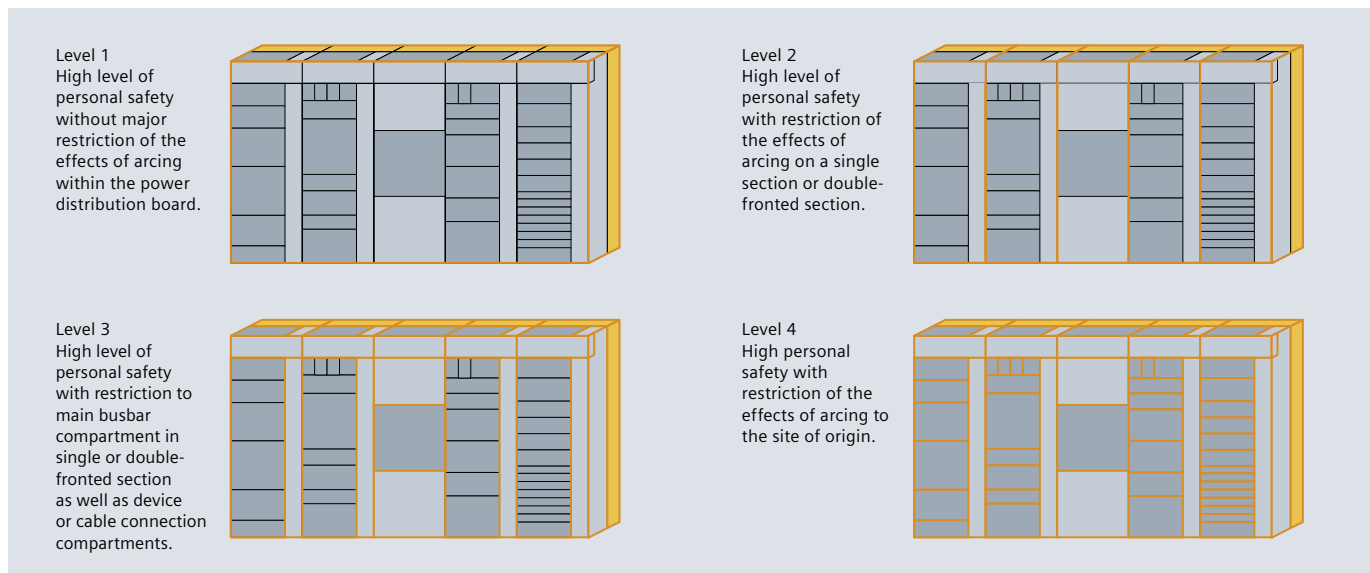 Level 1
High level of
personal safety
without major
restriction of the
effects of arcing
within the power
distribution board.
Level 2
High level of
personal safety
with restriction of
the effects of
arcing on a single
section or double-
fronted section.
Level 3
High level of
personal safety
with restriction to
main busbar
compartment in
single or double-
fronted section
as well as device
or cable connection
compartments.
Level 4
High personal
safety with
restriction of the
effects of arcing to
the site of origin.